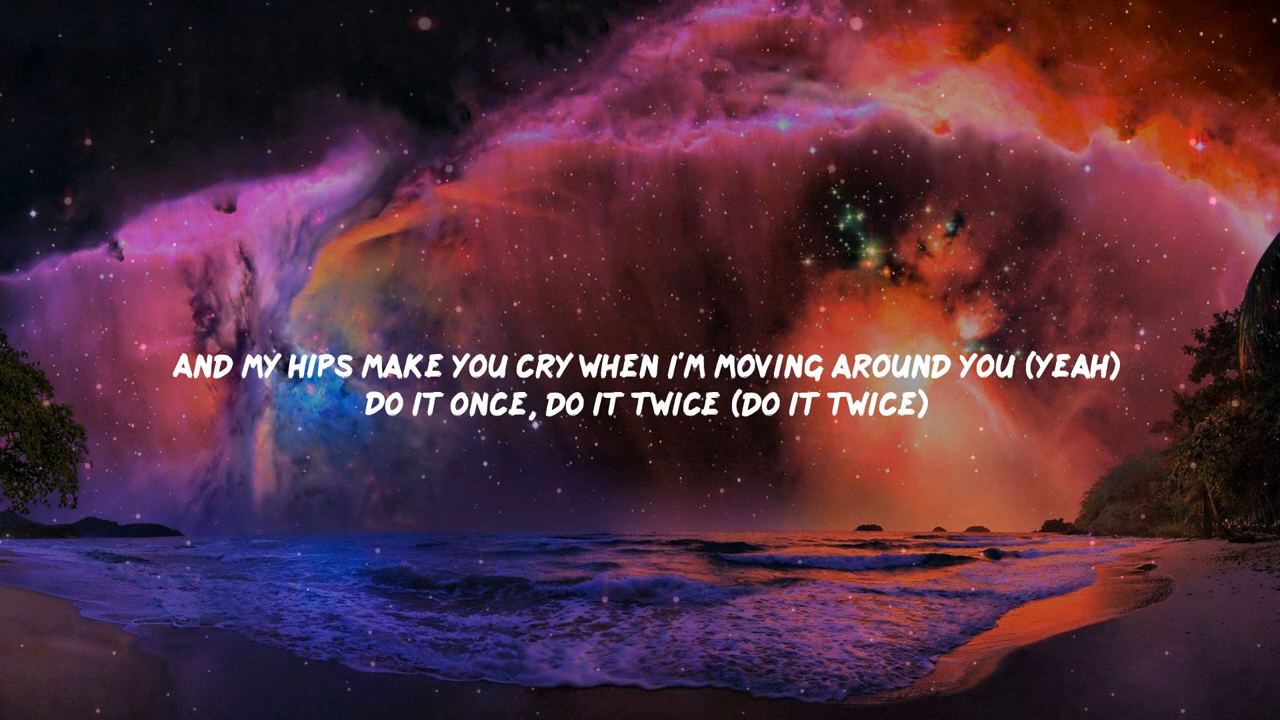 AND MY HIPS MAKE YOU CRY WHEN I'M MOVING AROUND YOU (YEAH)
DO IT ONCE, DO IT TWICE (DO IT TWICE)